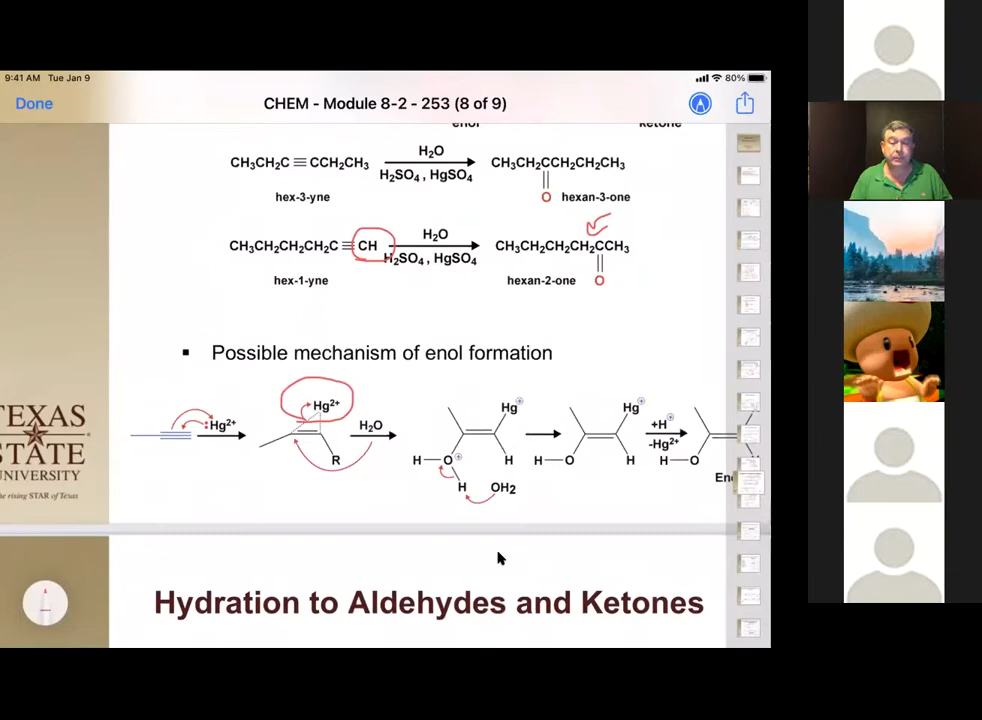 9:41 AM Tue Jan 9
80%
Done
CHEM - Module 8-2 - 253 (8 of 9)
enol
ketone
CH3CH2C≡CCH2CH3
H2O
H2SO4 , HgSO4
CH3CH2CCH2CH2CH3
O
hex-3-yne
hexan-3-one
CH3CH2CH2CH2C≡CH
H2O
H2SO4 , HgSO4
CH3CH2CH2CH2CCH3
O
hex-1-yne
hexan-2-one
▪ Possible mechanism of enol formation
:Hg2+
Hg2+
R
H2O
Hg+
H
H—O+
H
OH2
Hg+
H
H—O
+H+
-Hg2+
H—O
En
TEXAS
STATE
UNIVERSITY
The rising STAR of Texas
Hydration to Aldehydes and Ketones